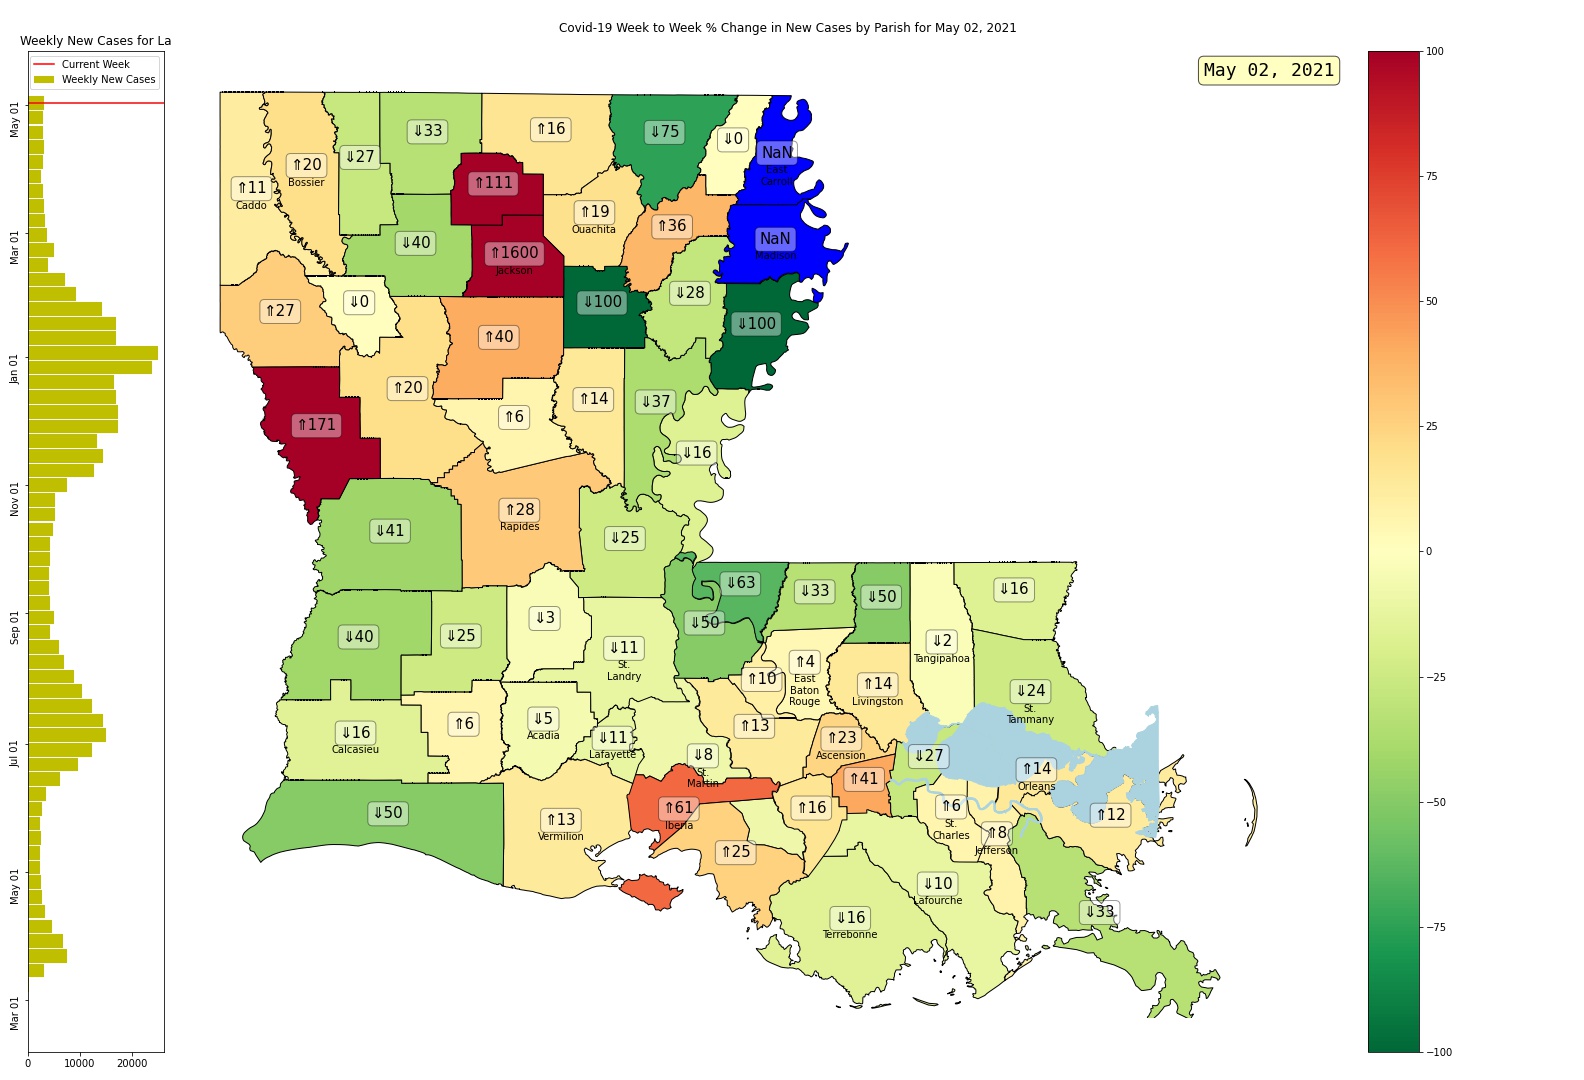 Covid-19 Week to Week % Change in New Cases by Parish for May 02, 2021
Weekly New Cases for La
Current Week
Weekly New Cases
May 01
Mar 01
Jan 01
Nov 01
Sep 01
Jul 01
May 01
Mar 01
0
10000
20000
May 02, 2021
⇑11
Caddo
⇑20
Bossier
⇓27
⇓33
⇑16
⇓75
⇓0
NaN
East
Carroll
⇑111
⇑19
Ouachita
⇑36
NaN
Madison
⇓40
⇑1600
Jackson
⇑27
⇓0
⇓100
⇓28
⇓100
⇑40
⇑20
⇑14
⇓37
⇑171
⇑6
⇓16
⇑28
Rapides
⇓41
⇓25
⇓63
⇓33
⇓50
⇓16
⇓50
⇓3
⇓40
⇓25
⇓11
St.
Landry
⇓2
Tangipahoa
⇑4
East
Baton
Rouge
⇑10
⇑14
Livingston
⇓24
St.
Tammany
⇓16
Calcasieu
⇑6
⇓5
Acadia
⇓11
Lafayette
⇑13
⇑23
Ascension
⇓8
St.
Martin
⇓27
⇑14
Orleans
⇑41
⇓50
⇑13
Vermilion
⇑61
Iberia
⇑16
⇑6
St.
Charles
⇑12
⇑8
Jefferson
⇑25
⇓10
Lafourche
⇓16
Terrebonne
⇓33
100
75
50
25
0
−25
−50
−75
−100